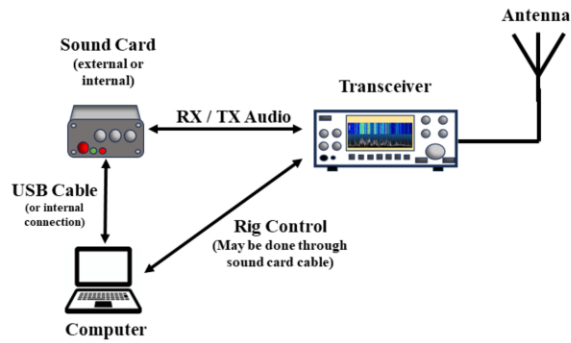 Antenna
Sound Card
(external or
internal)
Transceiver
RX / TX Audio
USB Cable
(or internal
connection)
Rig Control
(May be done through
sound card cable)
Computer